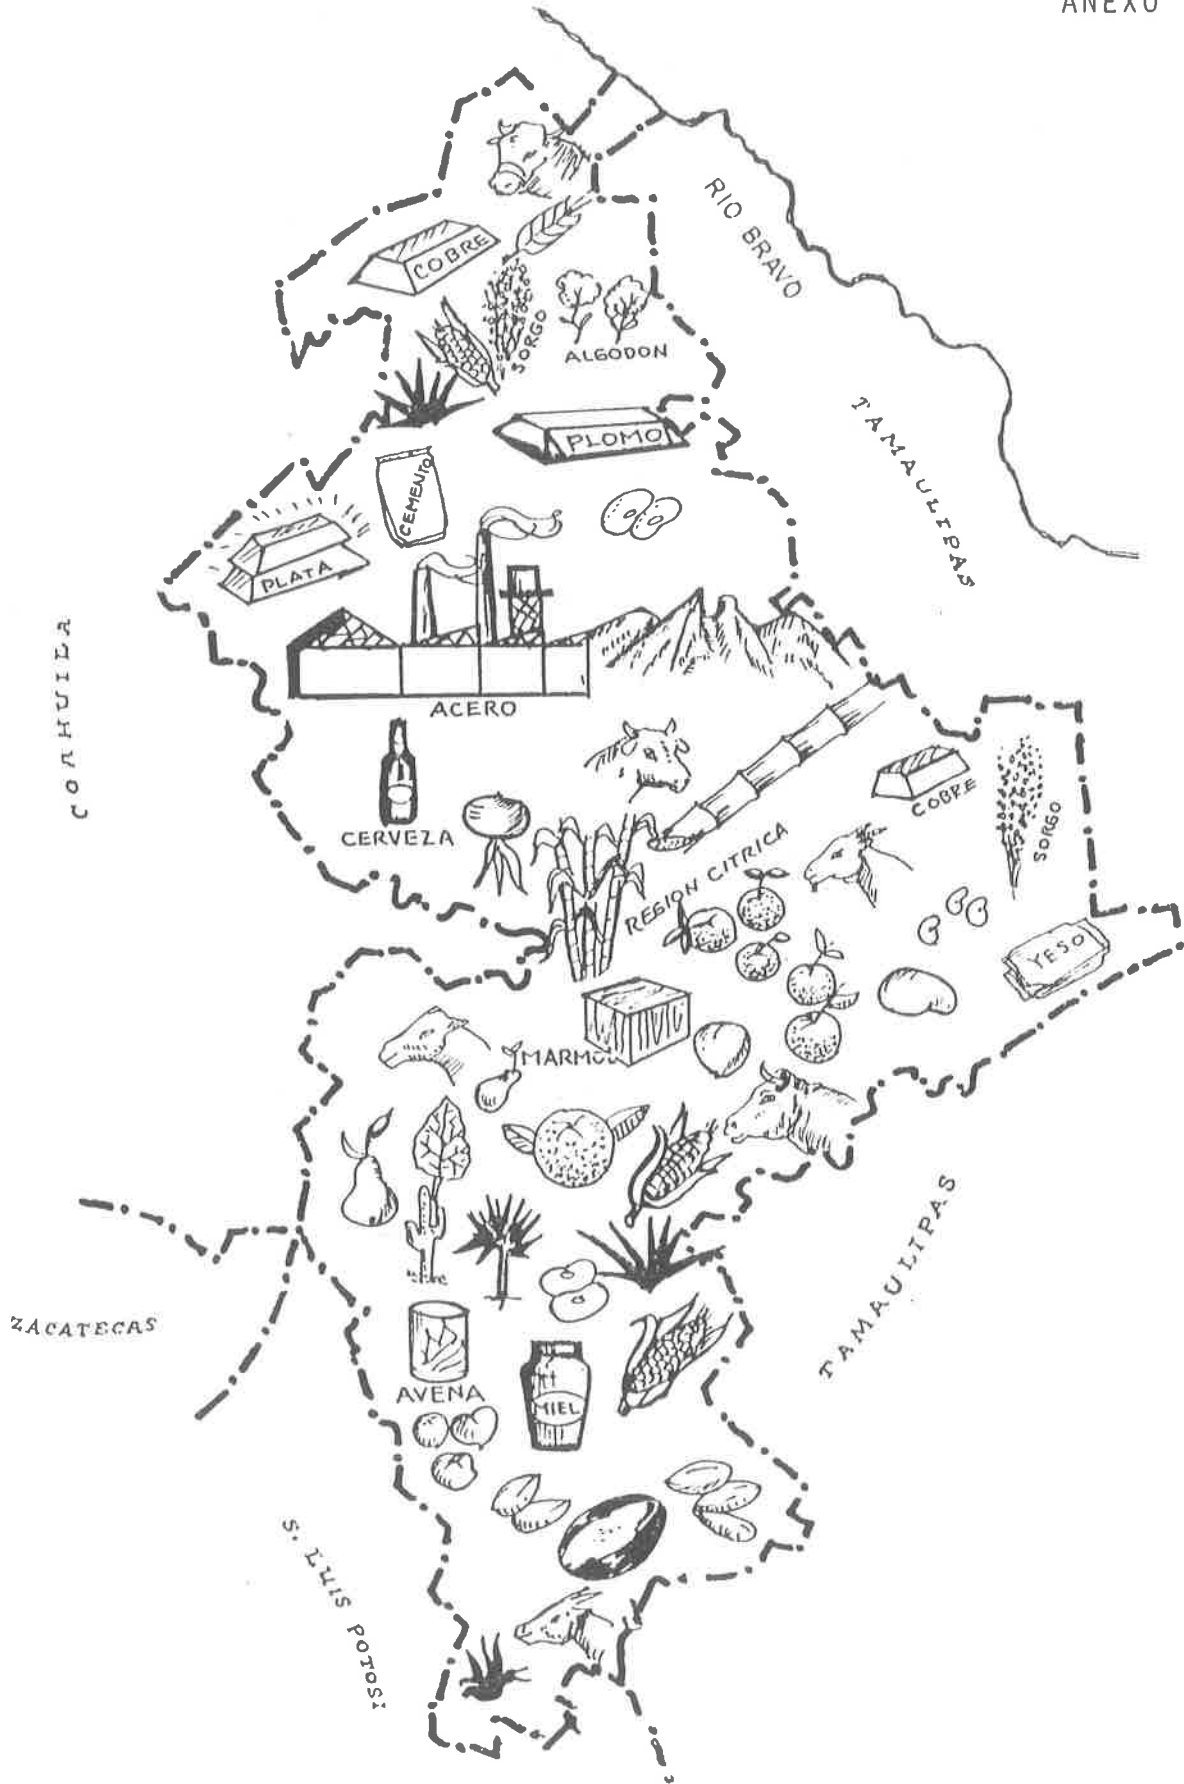 ANEXO
RIO BRAVO
COBRE
SORGO
ALGODON
TAMAULIPAS
PLOMO
CEMENTO
PLATA
COAHUILA
ACERO
COBRE
SORGO
CERVEZA
REGION CITRICA
YESO
MARMOL
TAMAULIPAS
ZACATECAS
AVENA
MIEL
S. LUIS POTOSI